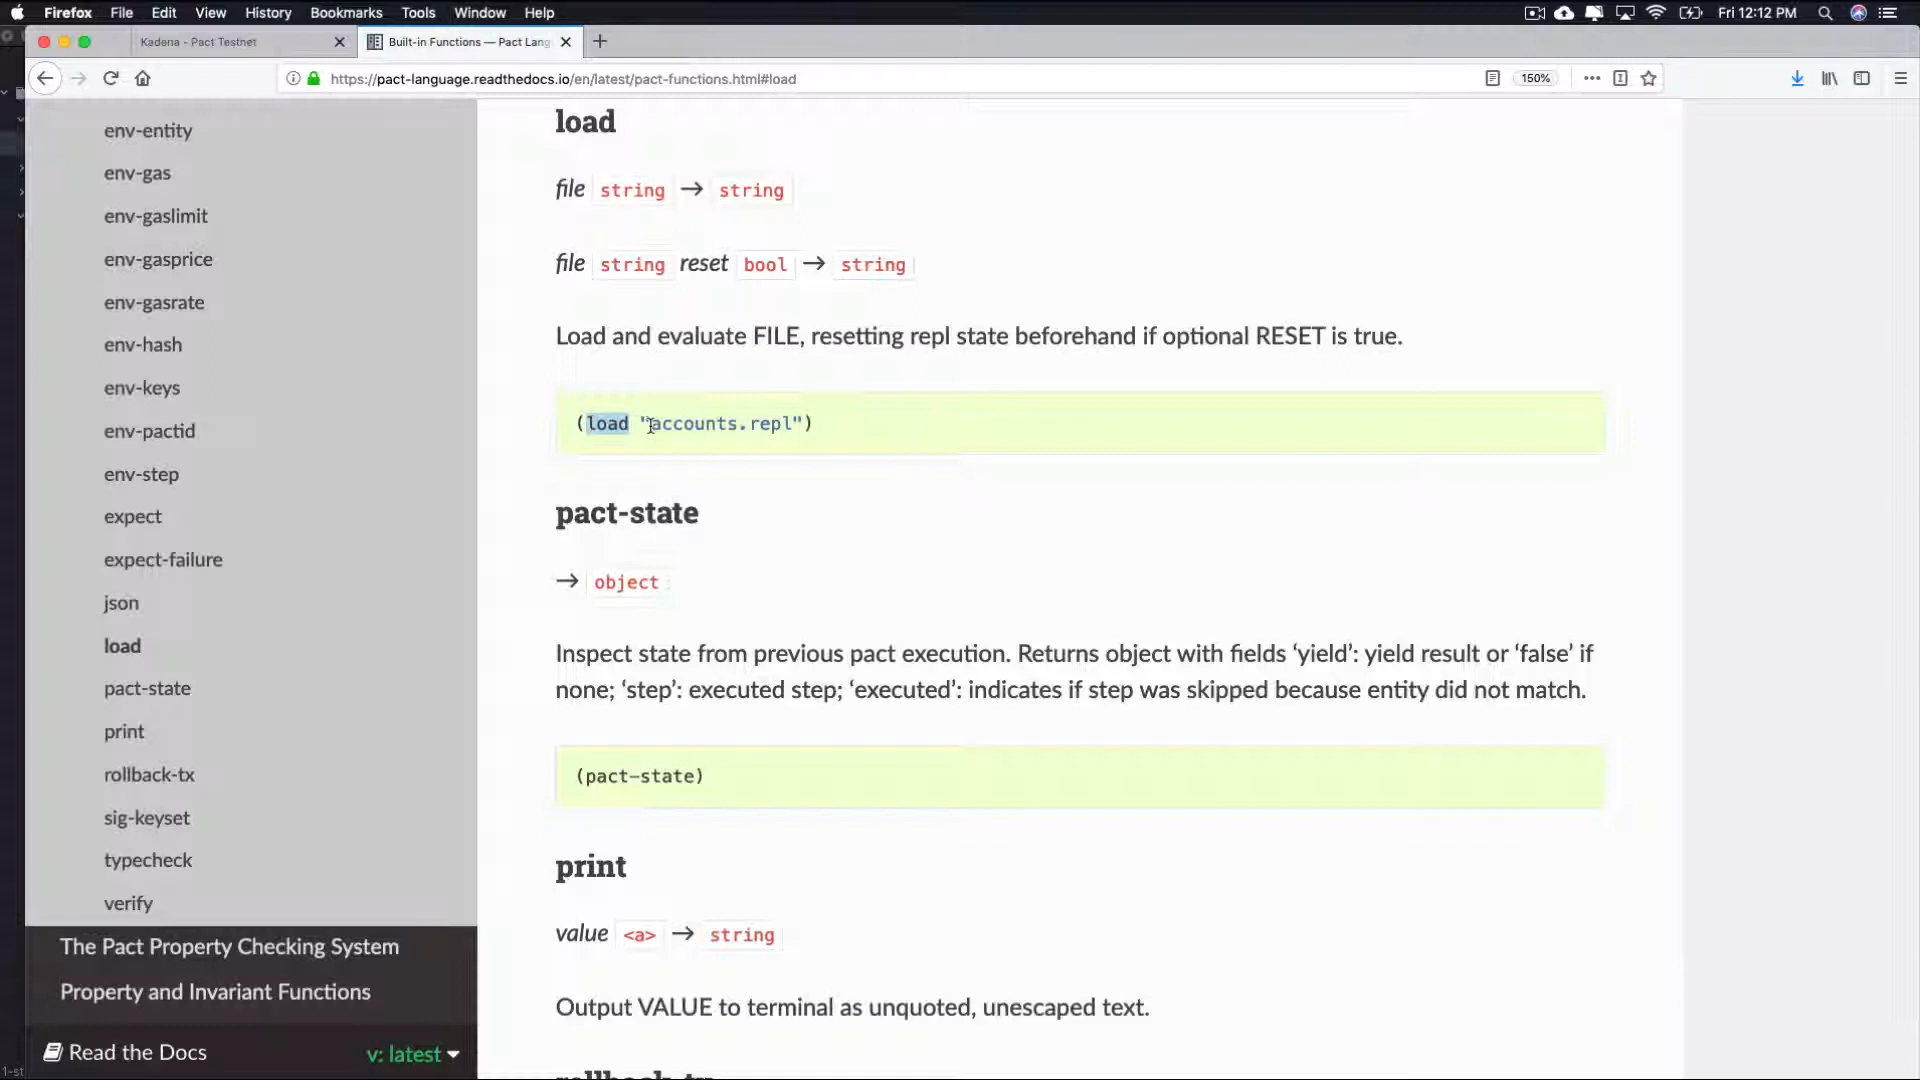 Firefox File Edit View History Bookmarks Tools Window Help Fri 12:12 PM
Kadena - Pact Testnet
Built-in Functions — Pact Lang
https://pact-language.readthedocs.io/en/latest/pact-functions.html#load 150%
env-entity
env-gas
env-gaslimit
env-gasprice
env-gasrate
env-hash
env-keys
env-pactid
env-step
expect
expect-failure
json
load
pact-state
print
rollback-tx
sig-keyset
typecheck
verify
The Pact Property Checking System
Property and Invariant Functions
Read the Docs v: latest
load
file string → string
file string reset bool → string
Load and evaluate FILE, resetting repl state beforehand if optional RESET is true.
(load "accounts.repl")
pact-state
→ object
Inspect state from previous pact execution. Returns object with fields ‘yield’: yield result or ‘false’ if
none; ‘step’: executed step; ‘executed’: indicates if step was skipped because entity did not match.
(pact-state)
print
value <a> → string
Output VALUE to terminal as unquoted, unescaped text.
rollback-tx
1-st